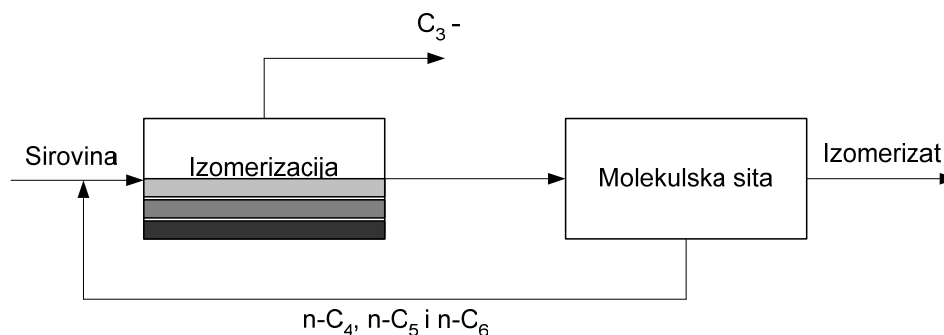 C₃ -
Sirovina
Izomerizacija
Molekulska sita
Izomerizat
n-C₄, n-C₅ i n-C₆